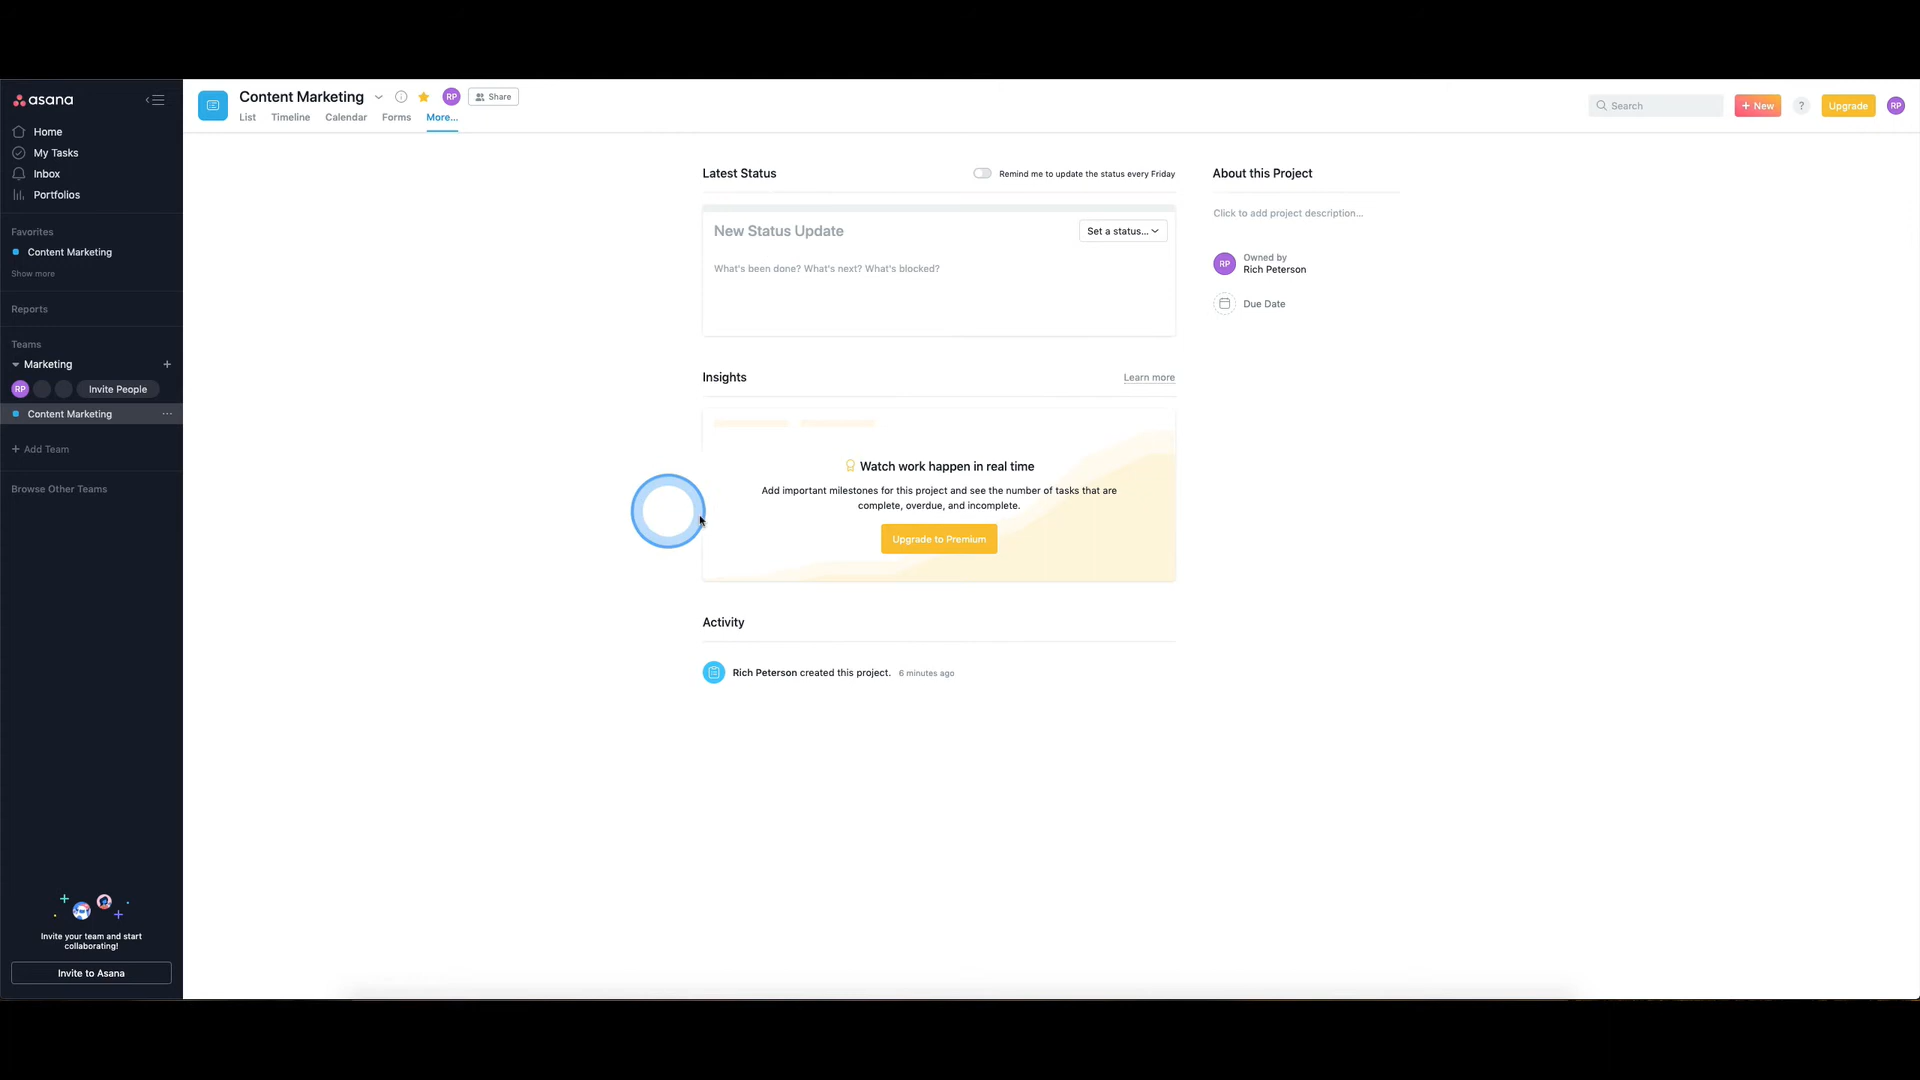 asana
Home
My Tasks
Inbox
Portfolios
Favorites
Content Marketing
Show more
Reports
Teams
Marketing
RP
Invite People
Content Marketing
+ Add Team
Browse Other Teams
Invite your team and start
collaborating!
Invite to Asana
Content Marketing
RP
Share
List
Timeline
Calendar
Forms
More...
Search
+ New
?
Upgrade
RP
Latest Status
Remind me to update the status every Friday
New Status Update
Set a status...
What's been done? What's next? What's blocked?
Insights
Learn more
Watch work happen in real time
Add important milestones for this project and see the number of tasks that are
complete, overdue, and incomplete.
Upgrade to Premium
Activity
Rich Peterson created this project. 6 minutes ago
About this Project
Click to add project description...
RP
Owned by
Rich Peterson
Due Date